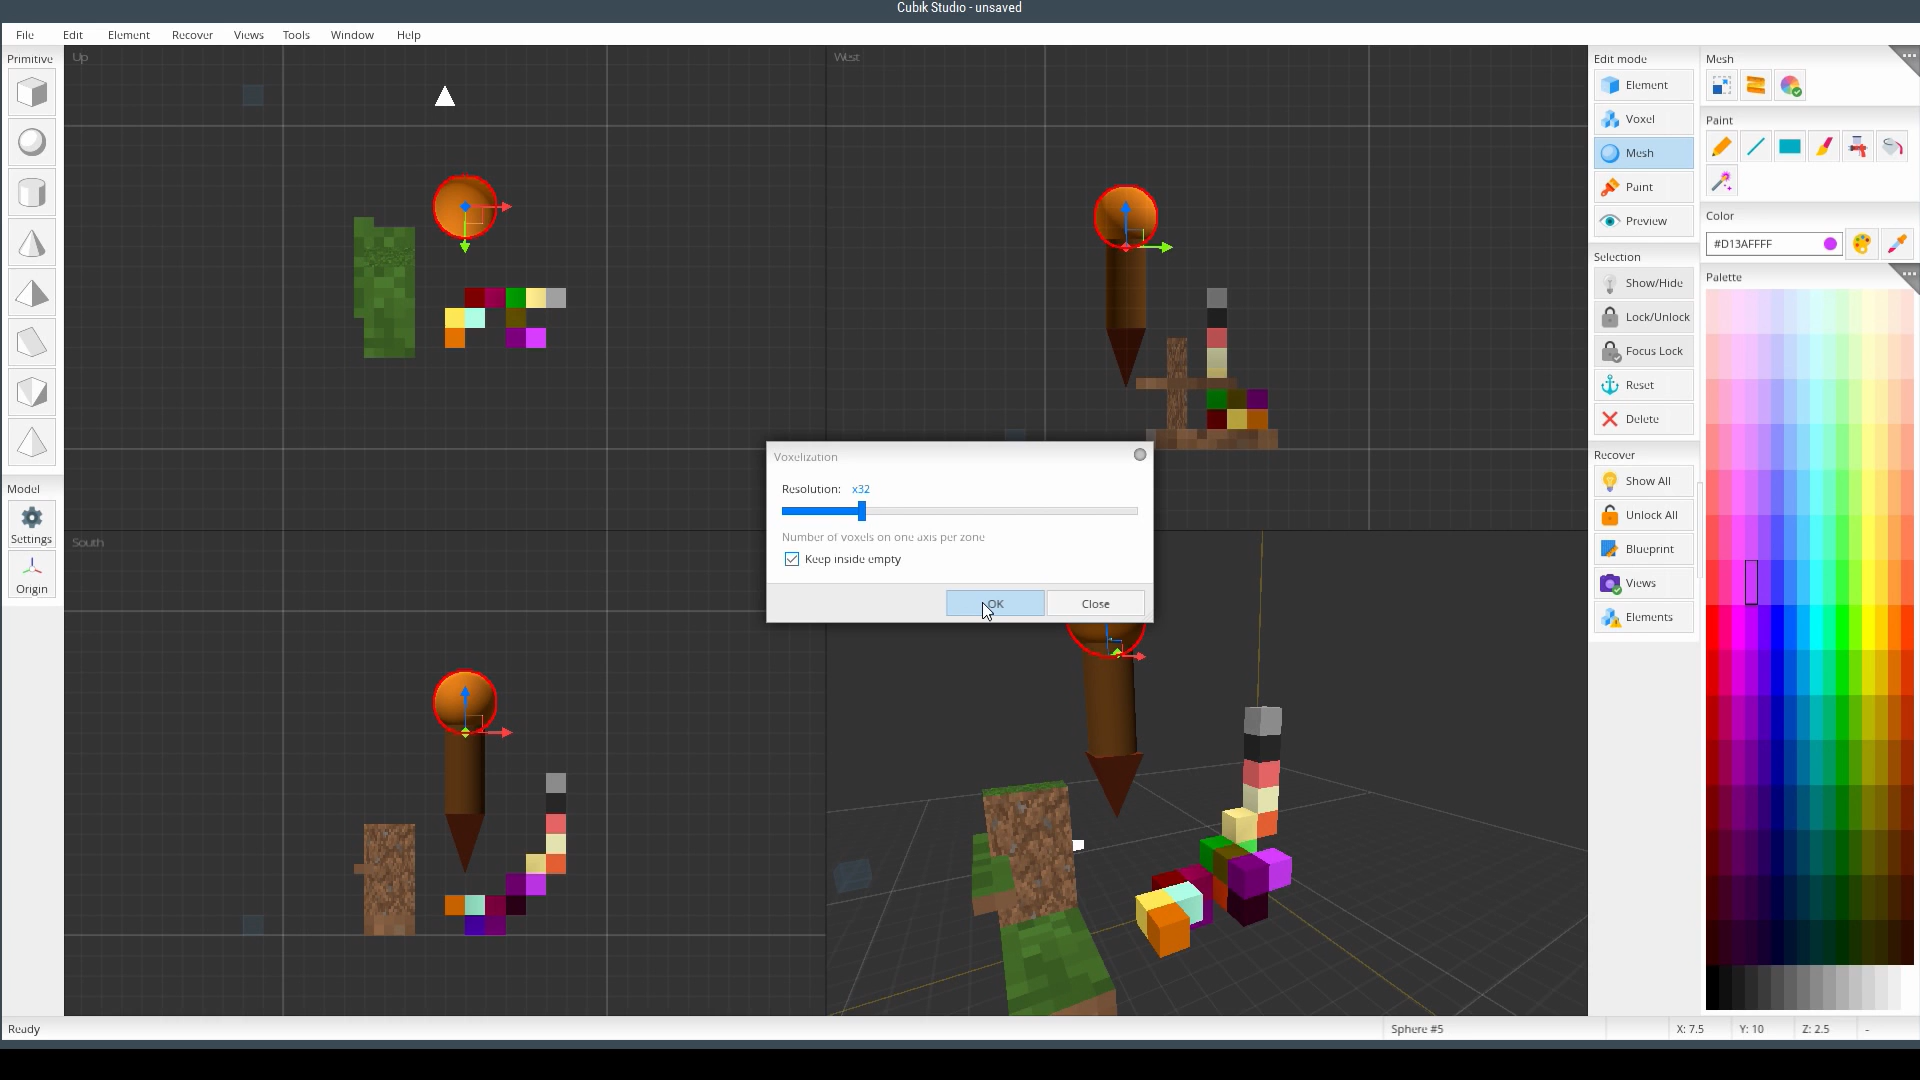 Cubik Studio - unsaved
File Edit Element Recover Views Tools Window Help
Primitive
Model
Settings
Origin
Up
West
South
Voxelization
Resolution: x32
Number of voxels on one axis per zone
Keep inside empty
OK Close
Edit mode
Element
Voxel
Mesh
Paint
Preview
Selection
Show/Hide
Lock/Unlock
Focus Lock
Reset
Delete
Recover
Show All
Unlock All
Blueprint
Views
Elements
Mesh
Paint
Color
#D13AFFFF
Palette
Ready Sphere #5 X: 7.5 Y: 10 Z: 2.5 -